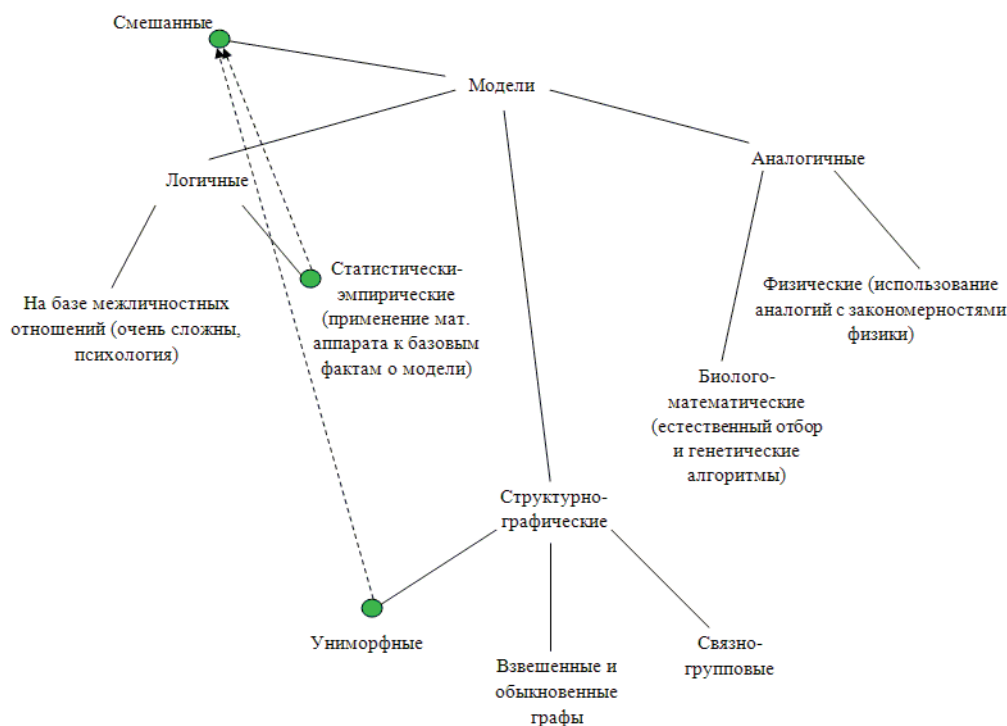 Смешанные
Модели
Логичные
Аналогичные
На базе межличностных
отношений (очень сложны,
психология)
Статистически-
эмпирические
(применение мат.
аппарата к базовым
фактам о модели)
Физические (использование
аналогий с закономерностями
физики)
Биолого-
математические
(естественный отбор
и генетические
алгоритмы)
Структурно-
графические
Униморфные
Взвешенные и
обыкновенные
графы
Связно-
групповые